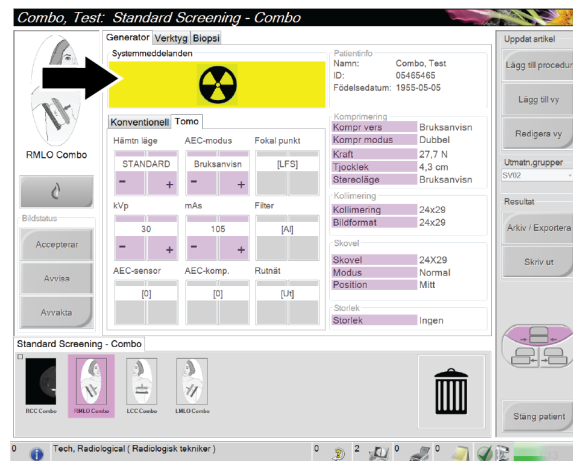 Combo, Test: Standard Screening - Combo
Generator Verktyg Biopsi
Systemmeddelanden
Patientinfo
Namn: Combo, Test
ID: 05465465
Födelsedatum: 1955-05-05
Uppdat artikel
Lägg till procedur
Lägg till vy
Redigera vy
Utmatn.grupper
SV02
Resultat
Arkiv / Exportera
Skriv ut
Stäng patient
RMLO Combo
Bildstatus
Accepterar
Avvisa
Avvakta
Konventionell Tomo
Hämtn läge AEC-modus Fokal punkt
STANDARD Bruksanvisn [LFS]
- + - +
kVp mAs Filter
30 105 [Al]
- + - +
AEC-sensor AEC-komp. Rutnät
[0] [0] [Ut]
Komprimering
Kompr vers Bruksanvisn
Kompr modus Dubbel
Kraft 27,7 N
Tjocklek 4,3 cm
Stereoläge Bruksanvisn
Kollimering
Kollimering 24x29
Bildformat 24x29
Skovel
Skovel 24X29
Modus Normal
Position Mitt
Storlek
Storlek Ingen
Standard Screening - Combo
RCC Combo RMLO Combo LCC Combo LMLO Combo
0 Tech, Radiological ( Radiologisk tekniker ) 0 2 0 0